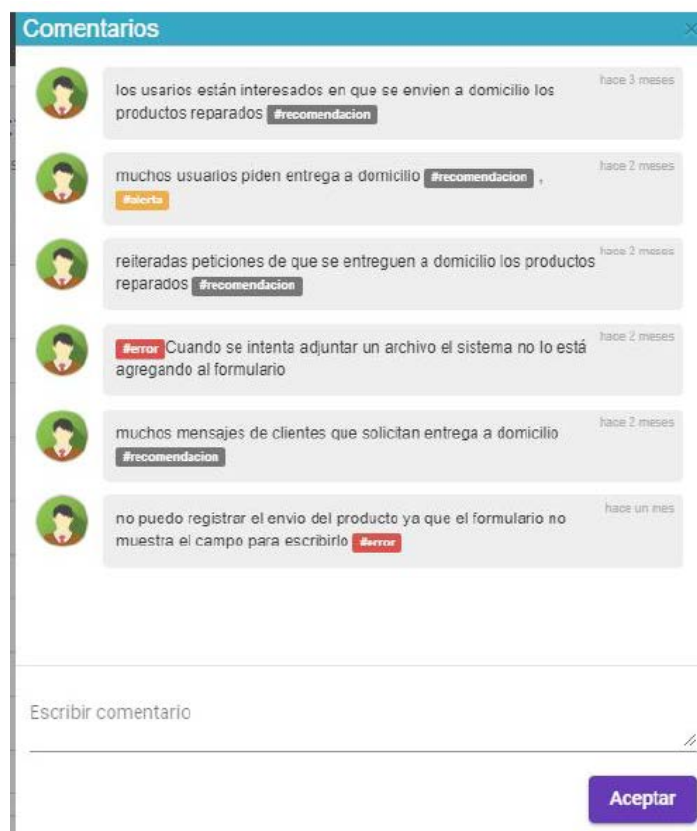 Comentarios
hace 3 meses
los usarios están interesados en que se envien a domicilio los
productos reparados #recomendacion
hace 2 meses
muchos usuarios piden entrega a domicilio #recomendacion ,
#alerta
hace 2 meses
reiteradas peticiones de que se entreguen a domicilio los productos
reparados #recomendacion
hace 2 meses
#error Cuando se intenta adjuntar un archivo el sistema no lo está
agregando al formulario
hace 2 meses
muchos mensajes de clientes que solicitan entrega a domicilio
#recomendacion
hace un mes
no puedo registrar el envio del producto ya que el formulario no
muestra el campo para escribirlo #error
Escribir comentario
Aceptar